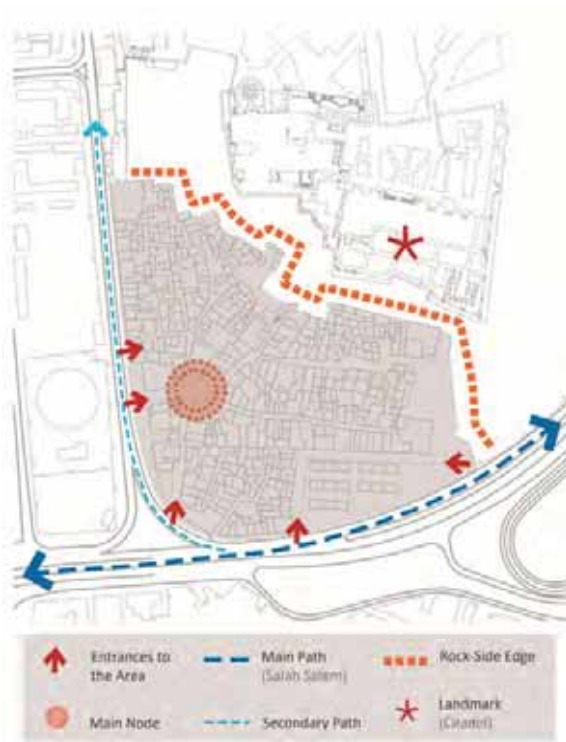 Entrances to
the Area
Main Path
(Salah Salem)
Rock-Side Edge
Main Node
Secondary Path
Landmark
(Citadel)